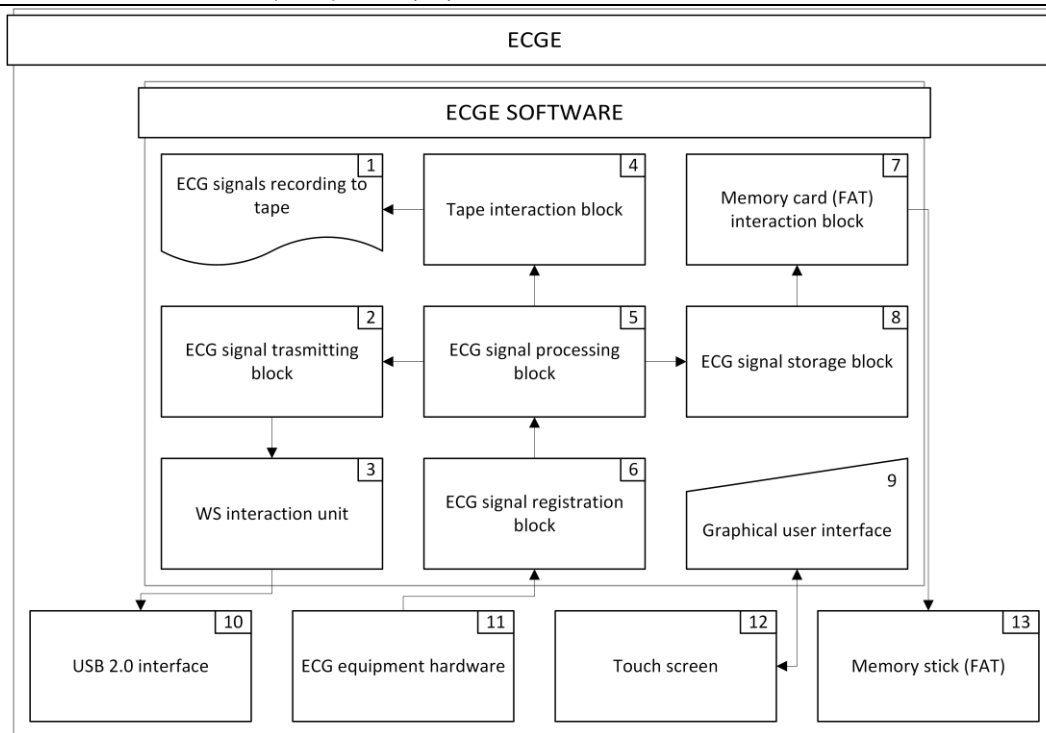 ECGE
ECGE SOFTWARE
1
ECG signals recording to
tape
4
Tape interaction block
7
Memory card (FAT)
interaction block
2
ECG signal trasmitting
block
5
ECG signal processing
block
8
ECG signal storage block
3
WS interaction unit
6
ECG signal registration
block
9
Graphical user interface
10
USB 2.0 interface
11
ECG equipment hardware
12
Touch screen
13
Memory stick (FAT)